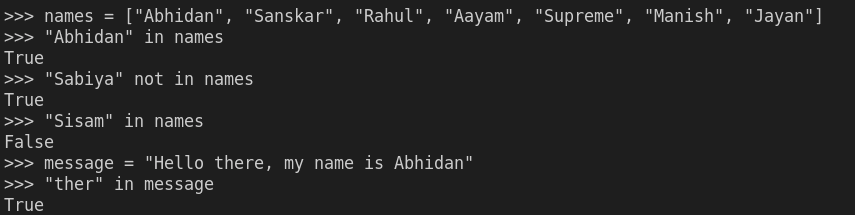 >>> names = ["Abhidan", "Sanskar", "Rahul", "Aayam", "Supreme", "Manish", "Jayan"]
>>> "Abhidan" in names
True
>>> "Sabiya" not in names
True
>>> "Sisam" in names
False
>>> message = "Hello there, my name is Abhidan"
>>> "ther" in message
True